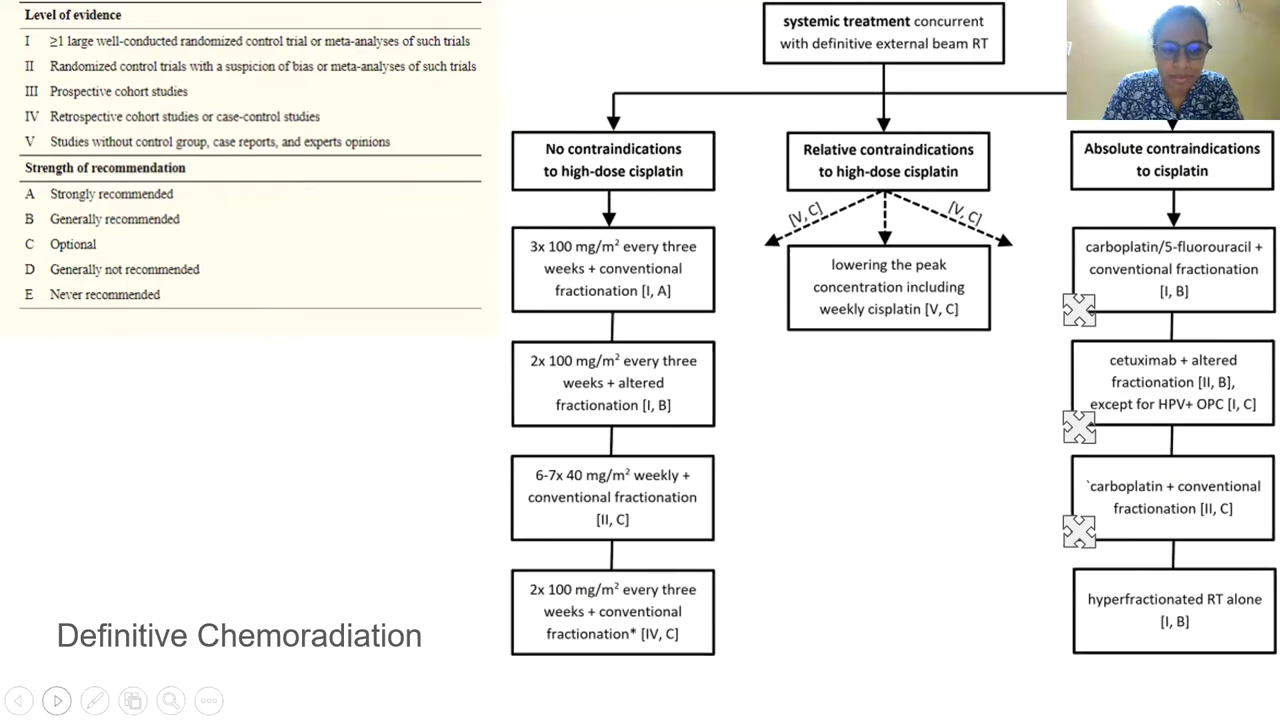 Level of evidence
I ≥1 large well-conducted randomized control trial or meta-analyses of such trials
II Randomized control trials with a suspicion of bias or meta-analyses of such trials
III Prospective cohort studies
IV Retrospective cohort studies or case-control studies
V Studies without control group, case reports, and experts opinions
Strength of recommendation
A Strongly recommended
B Generally recommended
C Optional
D Generally not recommended
E Never recommended
systemic treatment concurrent
with definitive external beam RT
No contraindications
to high-dose cisplatin
3x 100 mg/m² every three
weeks + conventional
fractionation [I, A]
2x 100 mg/m² every three
weeks + altered
fractionation [I, B]
6-7x 40 mg/m² weekly +
conventional fractionation
[II, C]
2x 100 mg/m² every three
weeks + conventional
fractionation* [IV, C]
Relative contraindications
to high-dose cisplatin
[V, C]
[V, C]
lowering the peak
concentration including
weekly cisplatin [V, C]
Absolute contraindications
to cisplatin
carboplatin/5-fluorouracil +
conventional fractionation
[I, B]
cetuximab + altered
fractionation [II, B],
except for HPV+ OPC [I, C]
`carboplatin + conventional
fractionation [II, C]
hyperfractionated RT alone
[I, B]
Definitive Chemoradiation